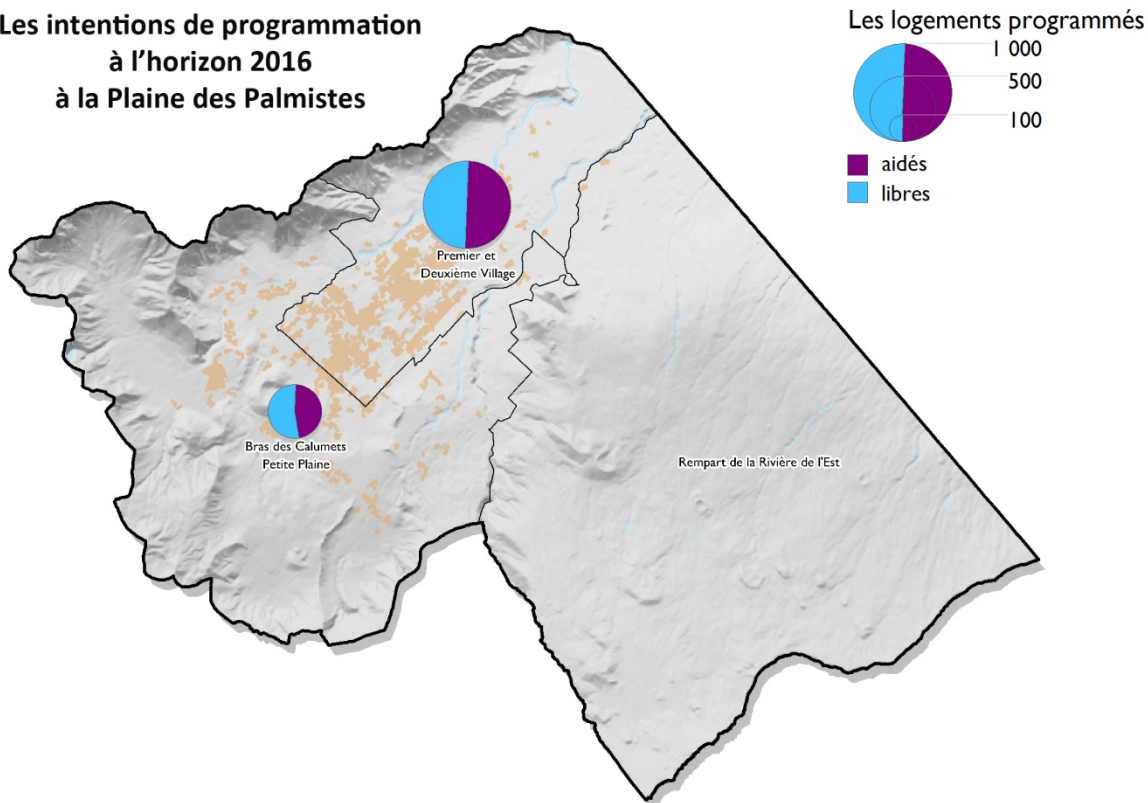 Les intentions de programmation
à l'horizon 2016
à la Plaine des Palmistes
Les logements programmés
1 000
500
100
aidés
libres
Premier et
Deuxième Village
Bras des Calumets
Petite Plaine
Rempart de la Rivière de l'Est